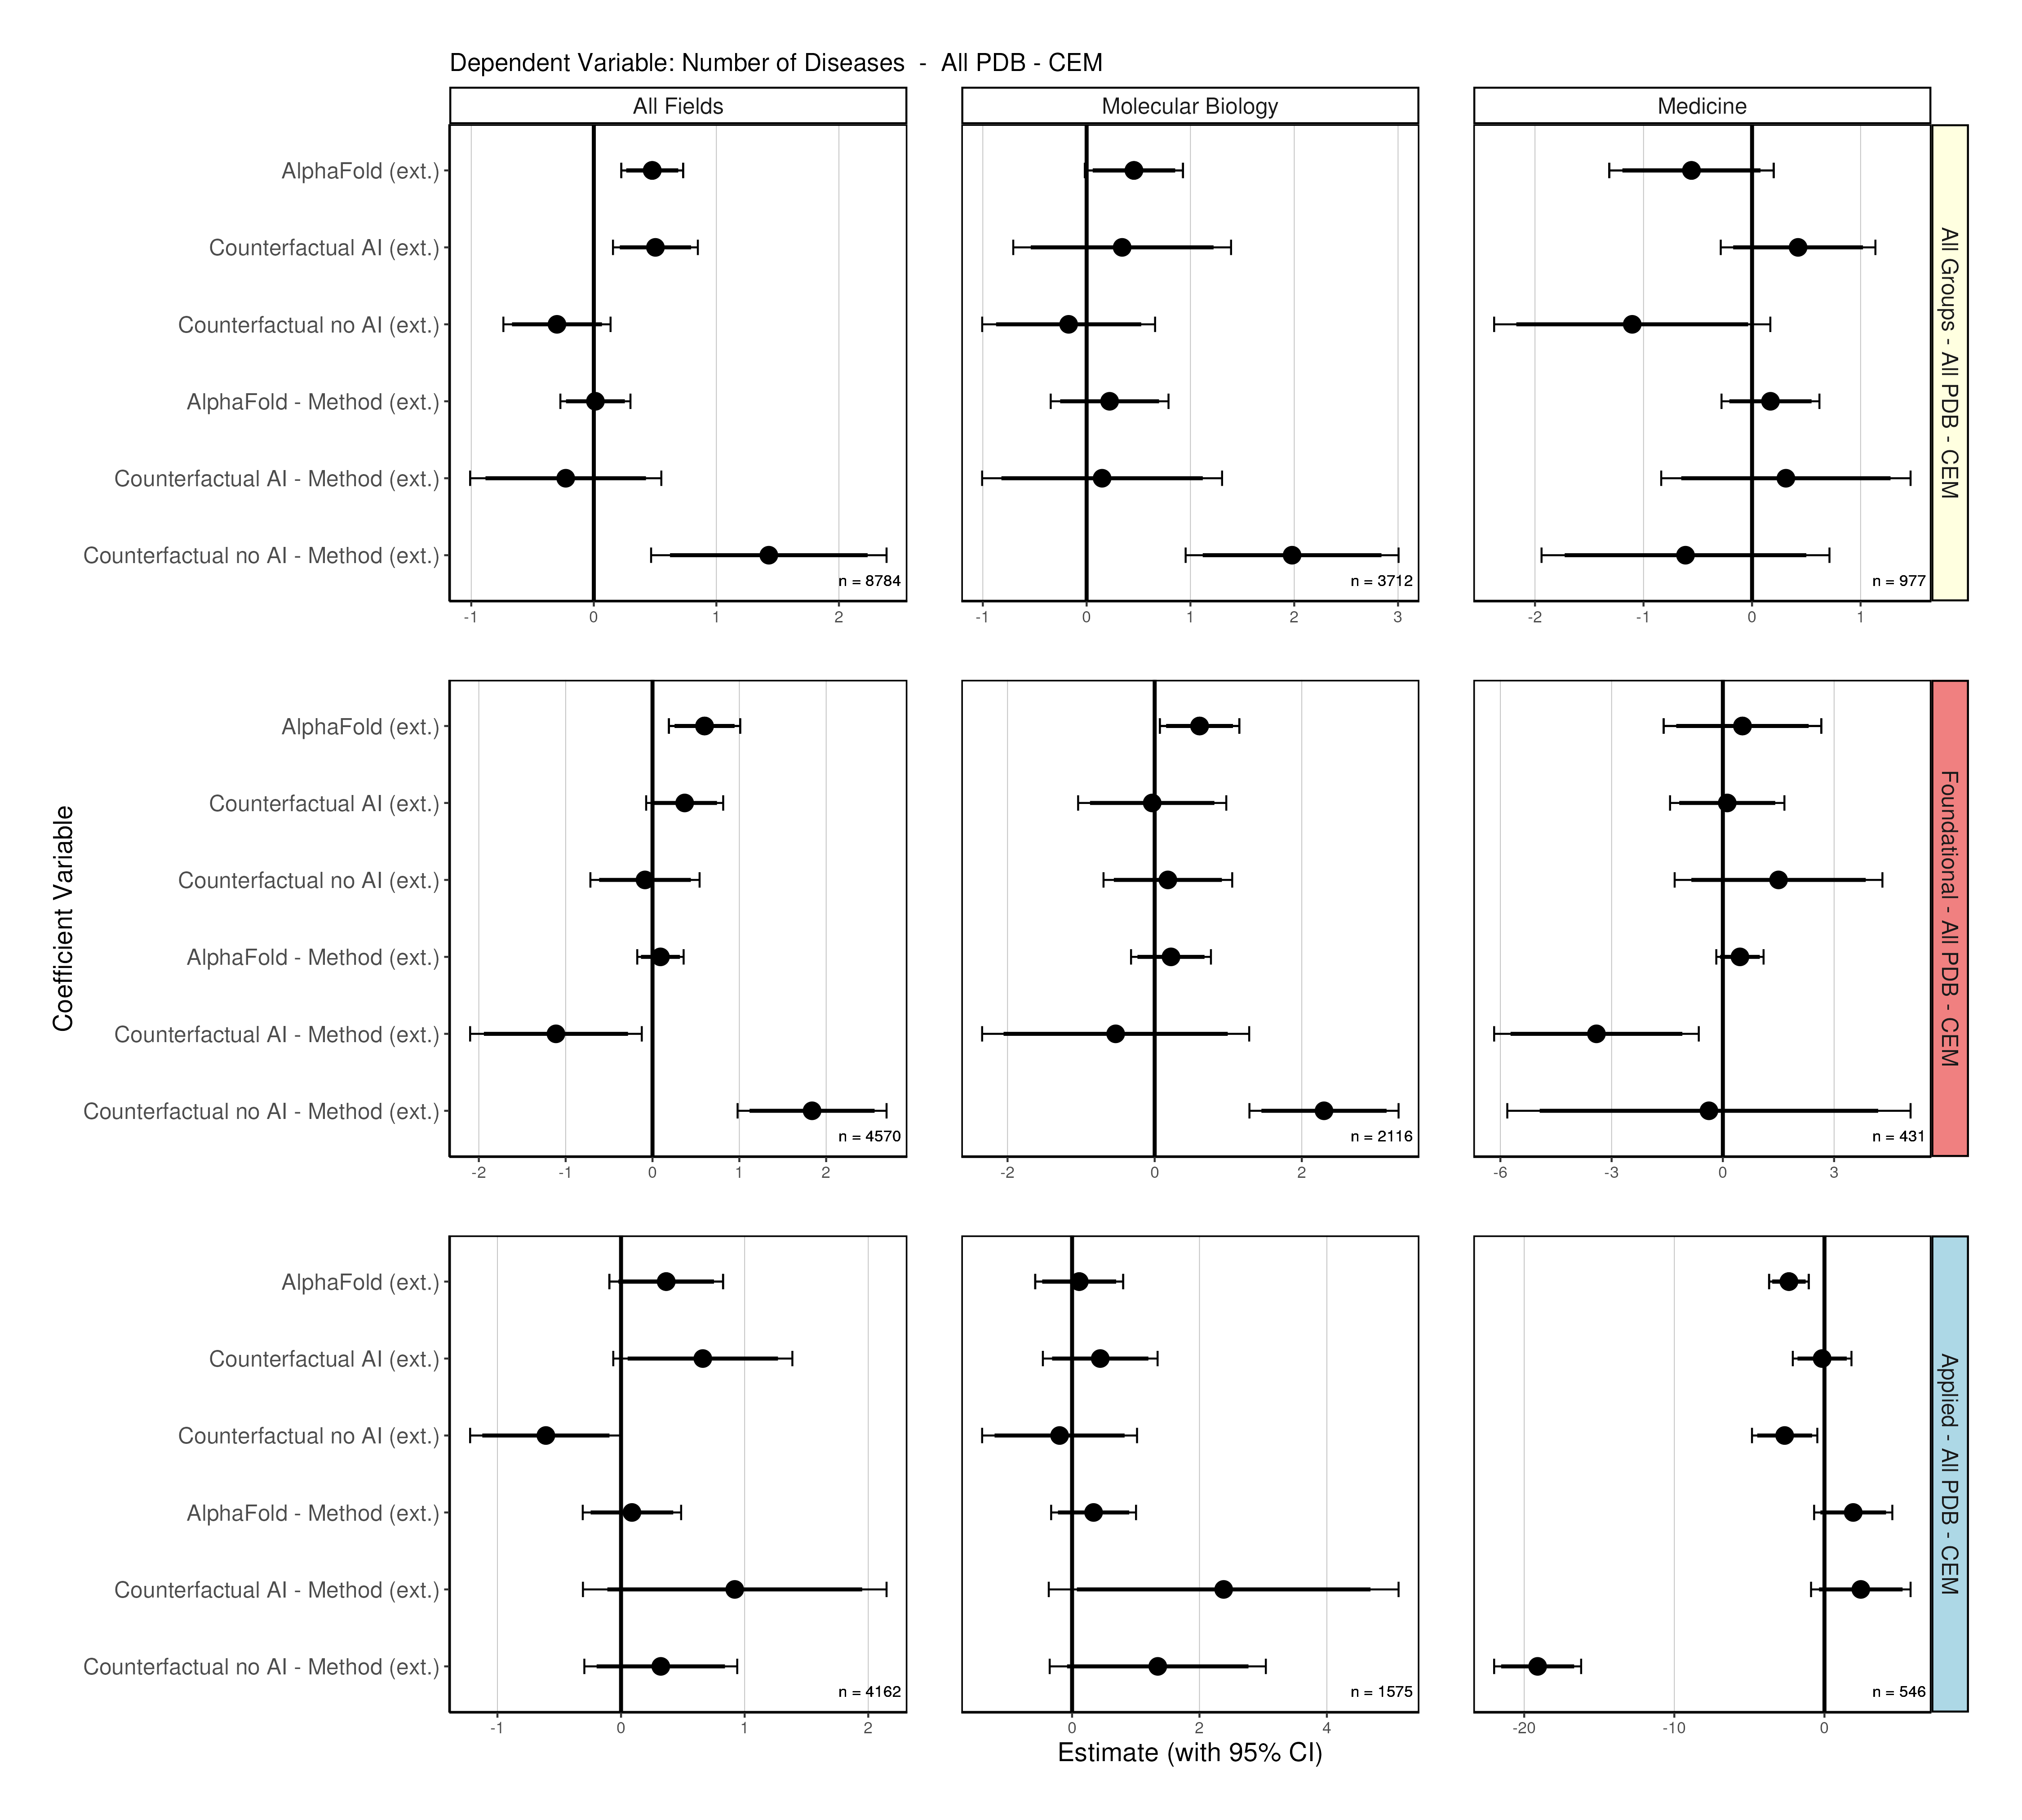 Dependent Variable: Number of Diseases - All PDB - CEM
All Fields
Molecular Biology
Medicine
AlphaFold (ext.)
Counterfactual AI (ext.)
Counterfactual no AI (ext.)
AlphaFold - Method (ext.)
Counterfactual AI - Method (ext.)
Counterfactual no AI - Method (ext.)
n = 8784
n = 3712
n = 977
-1 0 1 2
-1 0 1 2 3
-2 -1 0 1
All Groups - All PDB - CEM
Coefficient Variable
AlphaFold (ext.)
Counterfactual AI (ext.)
Counterfactual no AI (ext.)
AlphaFold - Method (ext.)
Counterfactual AI - Method (ext.)
Counterfactual no AI - Method (ext.)
n = 4570
n = 2116
n = 431
-2 -1 0 1 2
-2 0 2
-6 -3 0 3
Foundational - All PDB - CEM
AlphaFold (ext.)
Counterfactual AI (ext.)
Counterfactual no AI (ext.)
AlphaFold - Method (ext.)
Counterfactual AI - Method (ext.)
Counterfactual no AI - Method (ext.)
n = 4162
n = 1575
n = 546
-1 0 1 2
0 2 4
-20 -10 0
Applied - All PDB - CEM
Estimate (with 95% CI)